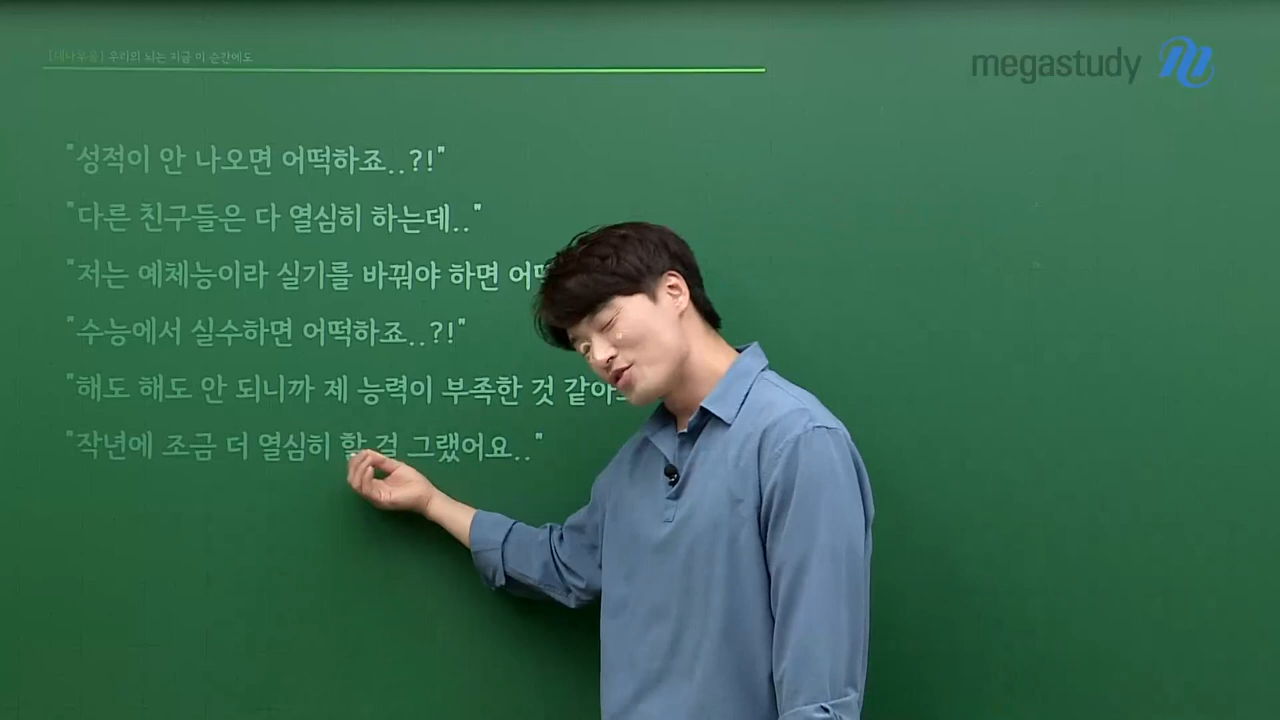 [대나무숲] 우리의 뇌는 지금 이 순간에도
megastudy
"성적이 안 나오면 어떡하죠..?!"
"다른 친구들은 다 열심히 하는데.."
"저는 예체능이라 실기를 바꿔야 하면
"수능에서 실수하면 어떡하죠..?!"
"해도 해도 안 되니까 제 능력이 부족한 것
"작년에 조금 더 열심히 할 걸 그랬어요.."